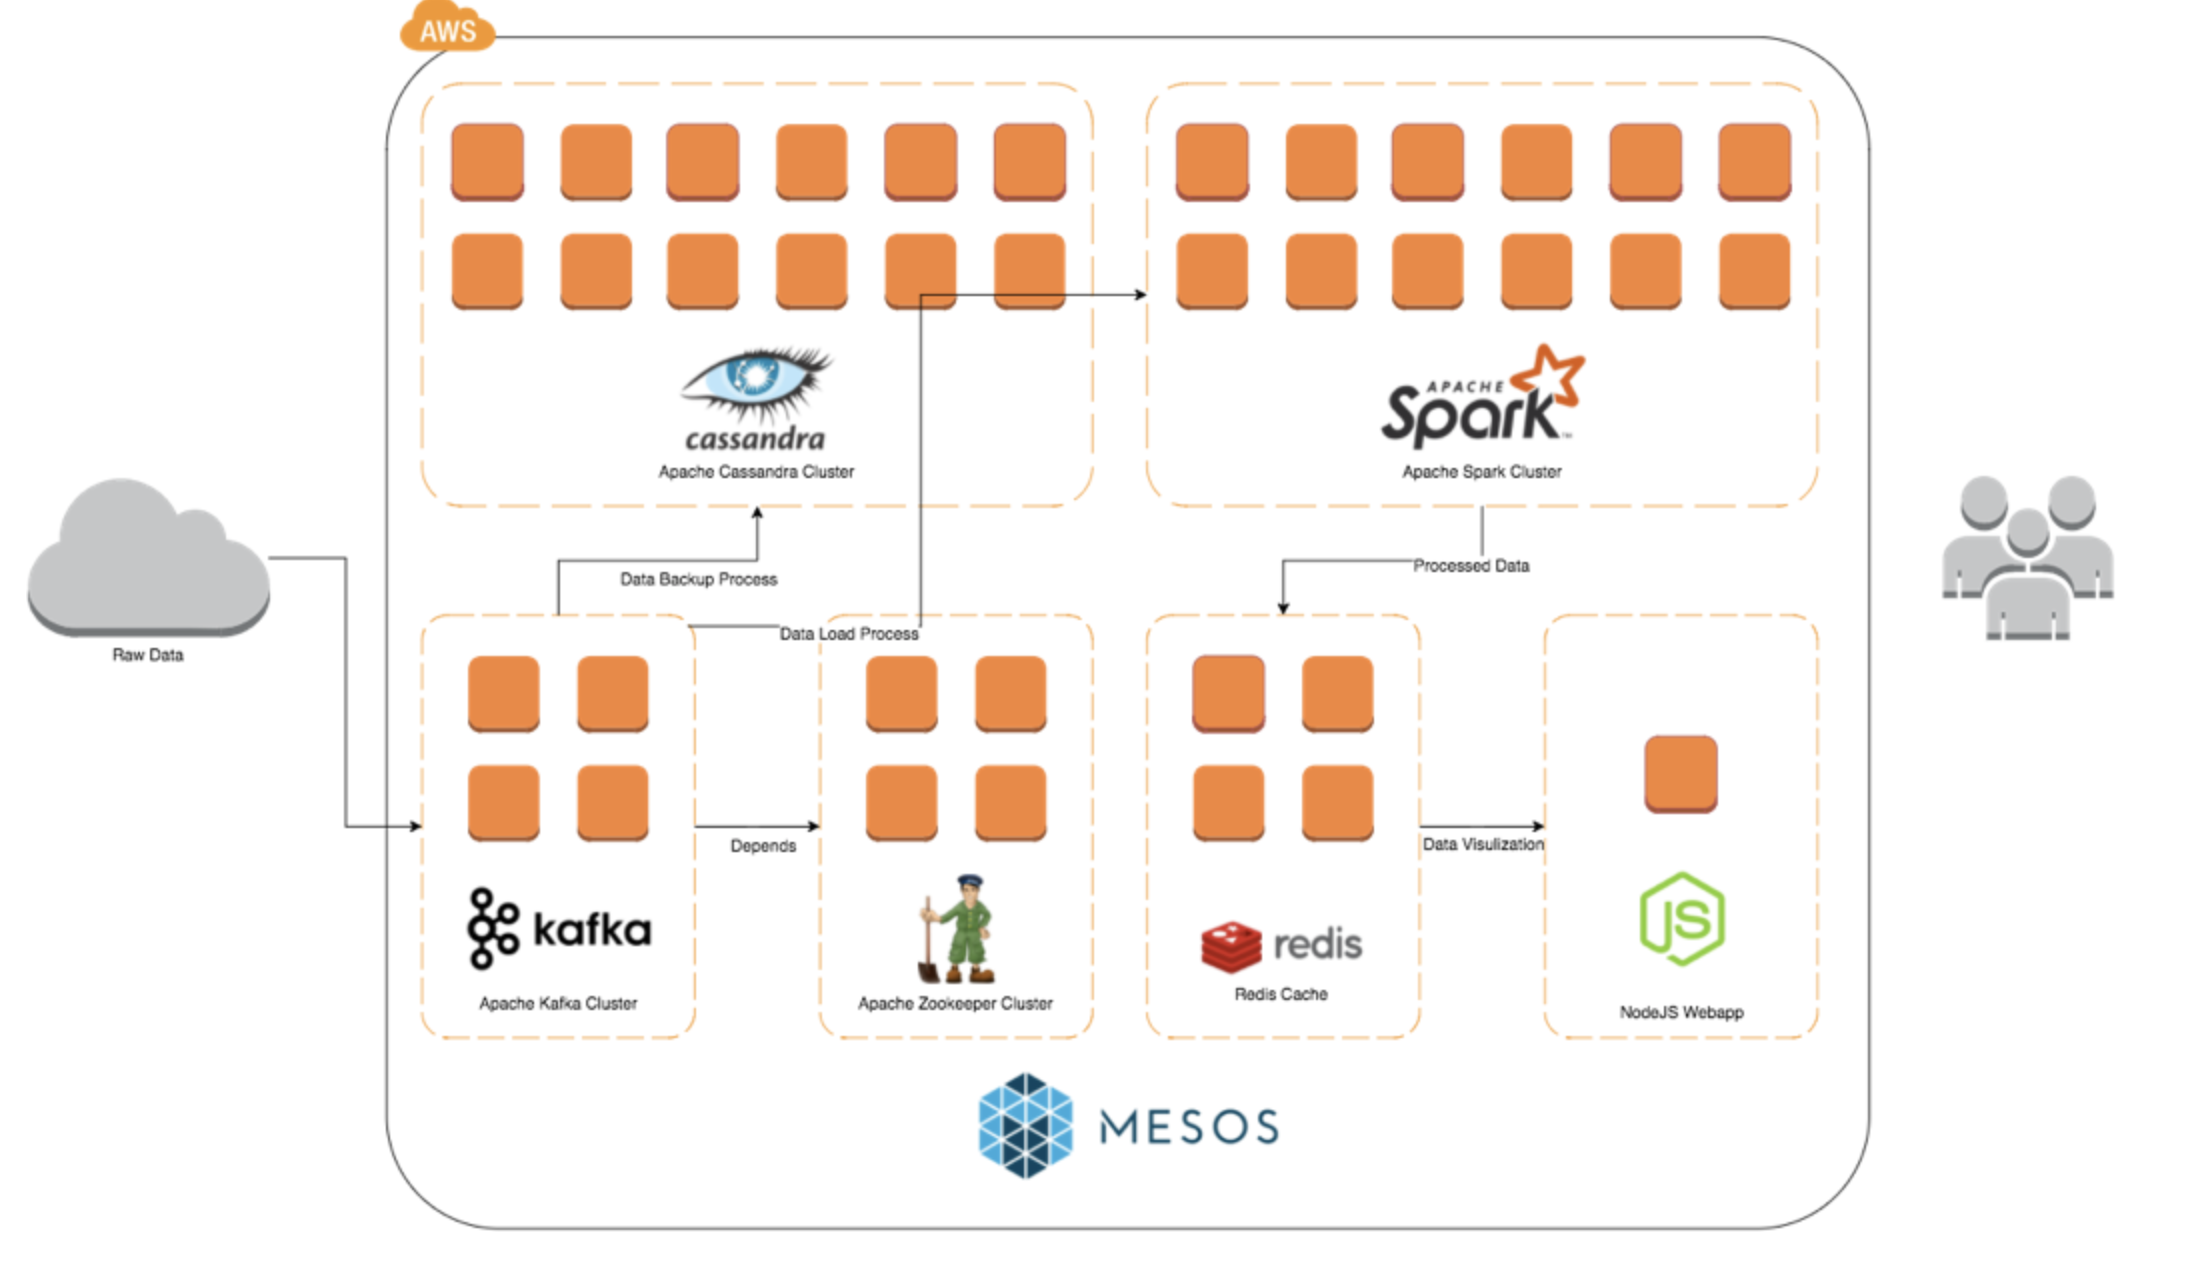 AWS
cassandra
Apache Cassandra Cluster
APACHE
Spark™
Apache Spark Cluster
Data Backup Process
Processed Data
Data Load Process
Raw Data
Depends
Data Visulization
kafka
Apache Kafka Cluster
Apache Zookeeper Cluster
redis
Redis Cache
JS
NodeJS Webapp
MESOS